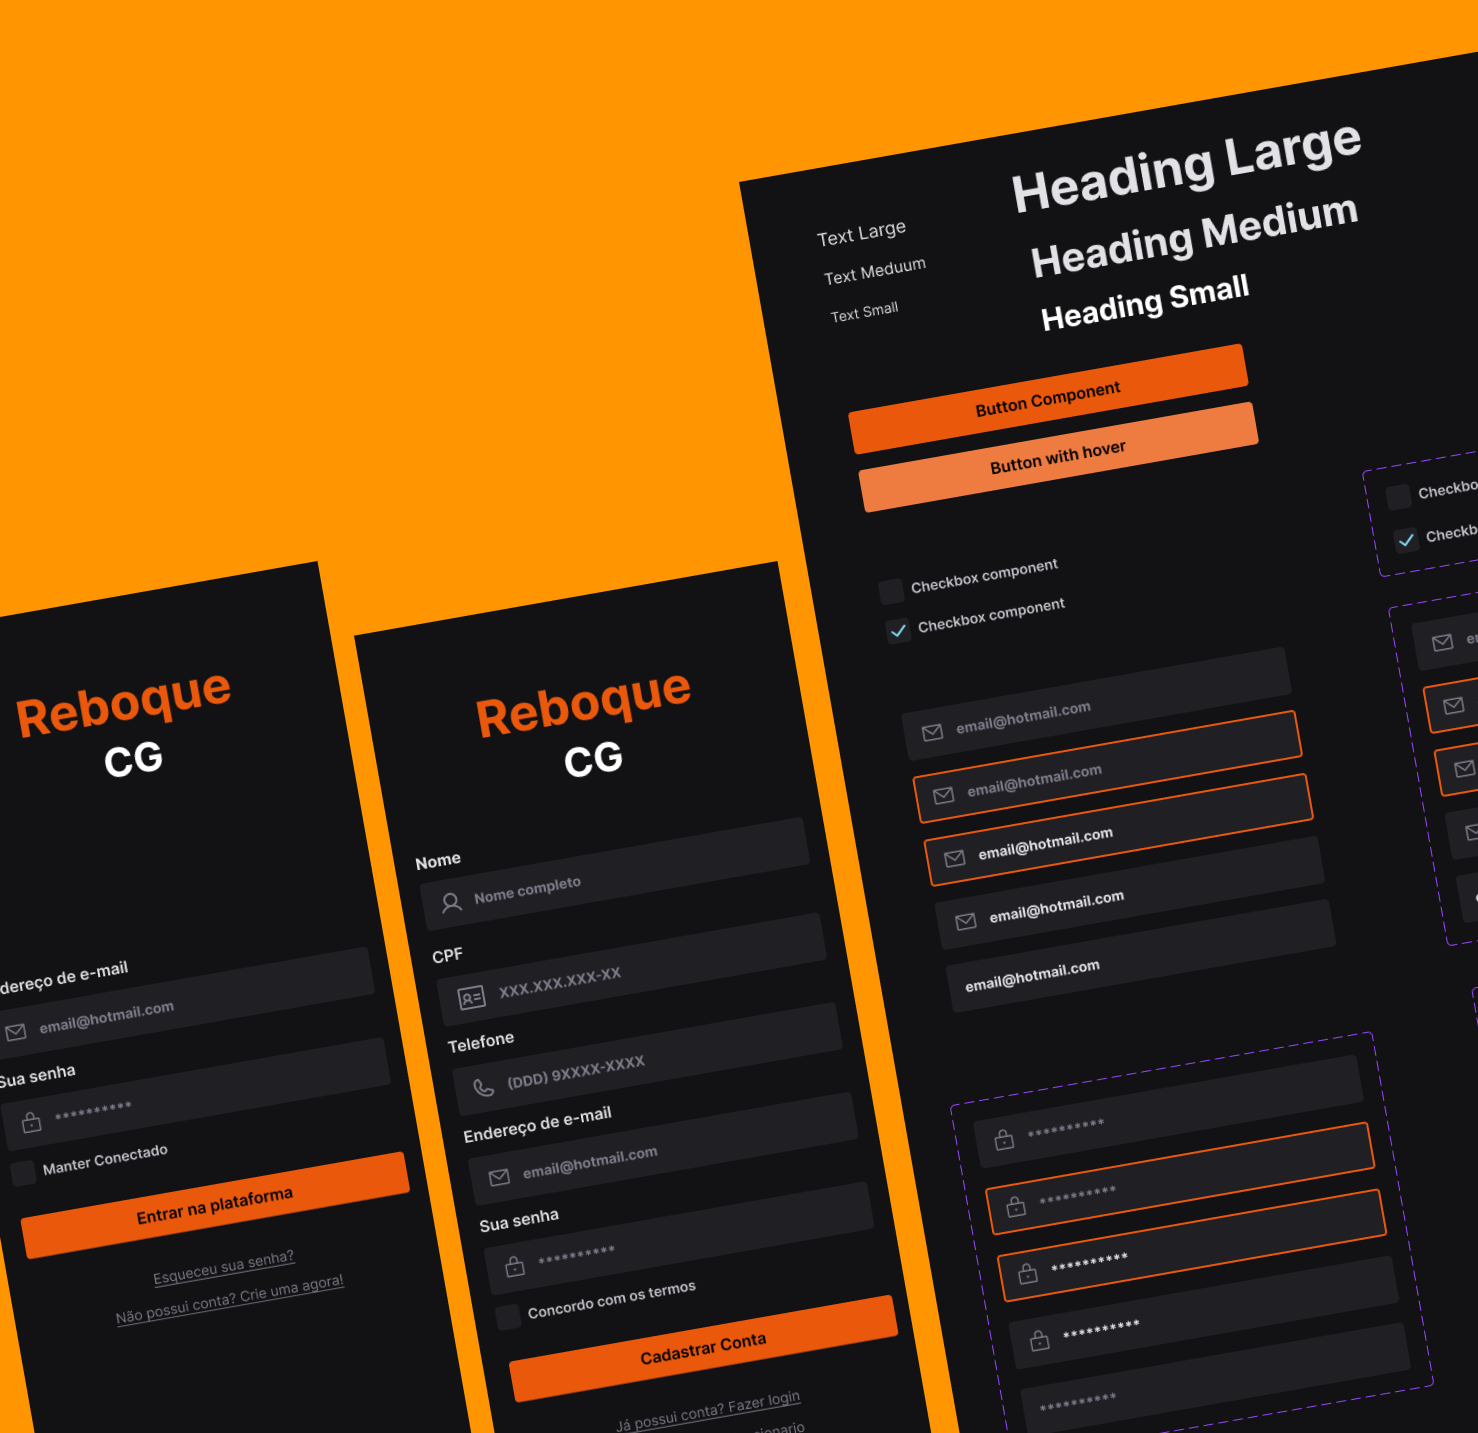 Reboque
CG
dereço de e-mail
email@hotmail.com
Sua senha
**********
Manter Conectado
Entrar na plataforma
Esqueceu sua senha?
Não possui conta? Crie uma agora!
Reboque
CG
Nome
Nome completo
CPF
XXX.XXX.XXX-XX
Telefone
(DDD) 9XXXX-XXXX
Endereço de e-mail
email@hotmail.com
Sua senha
**********
Concordo com os termos
Cadastrar Conta
Já possui conta? Fazer login
Text Large
Text Meduum
Text Small
Heading Large
Heading Medium
Heading Small
Button Component
Button with hover
Checkbox component
Checkbox component
email@hotmail.com
email@hotmail.com
email@hotmail.com
email@hotmail.com
email@hotmail.com
**********
**********
**********
**********
**********
Checkbo
Checkb